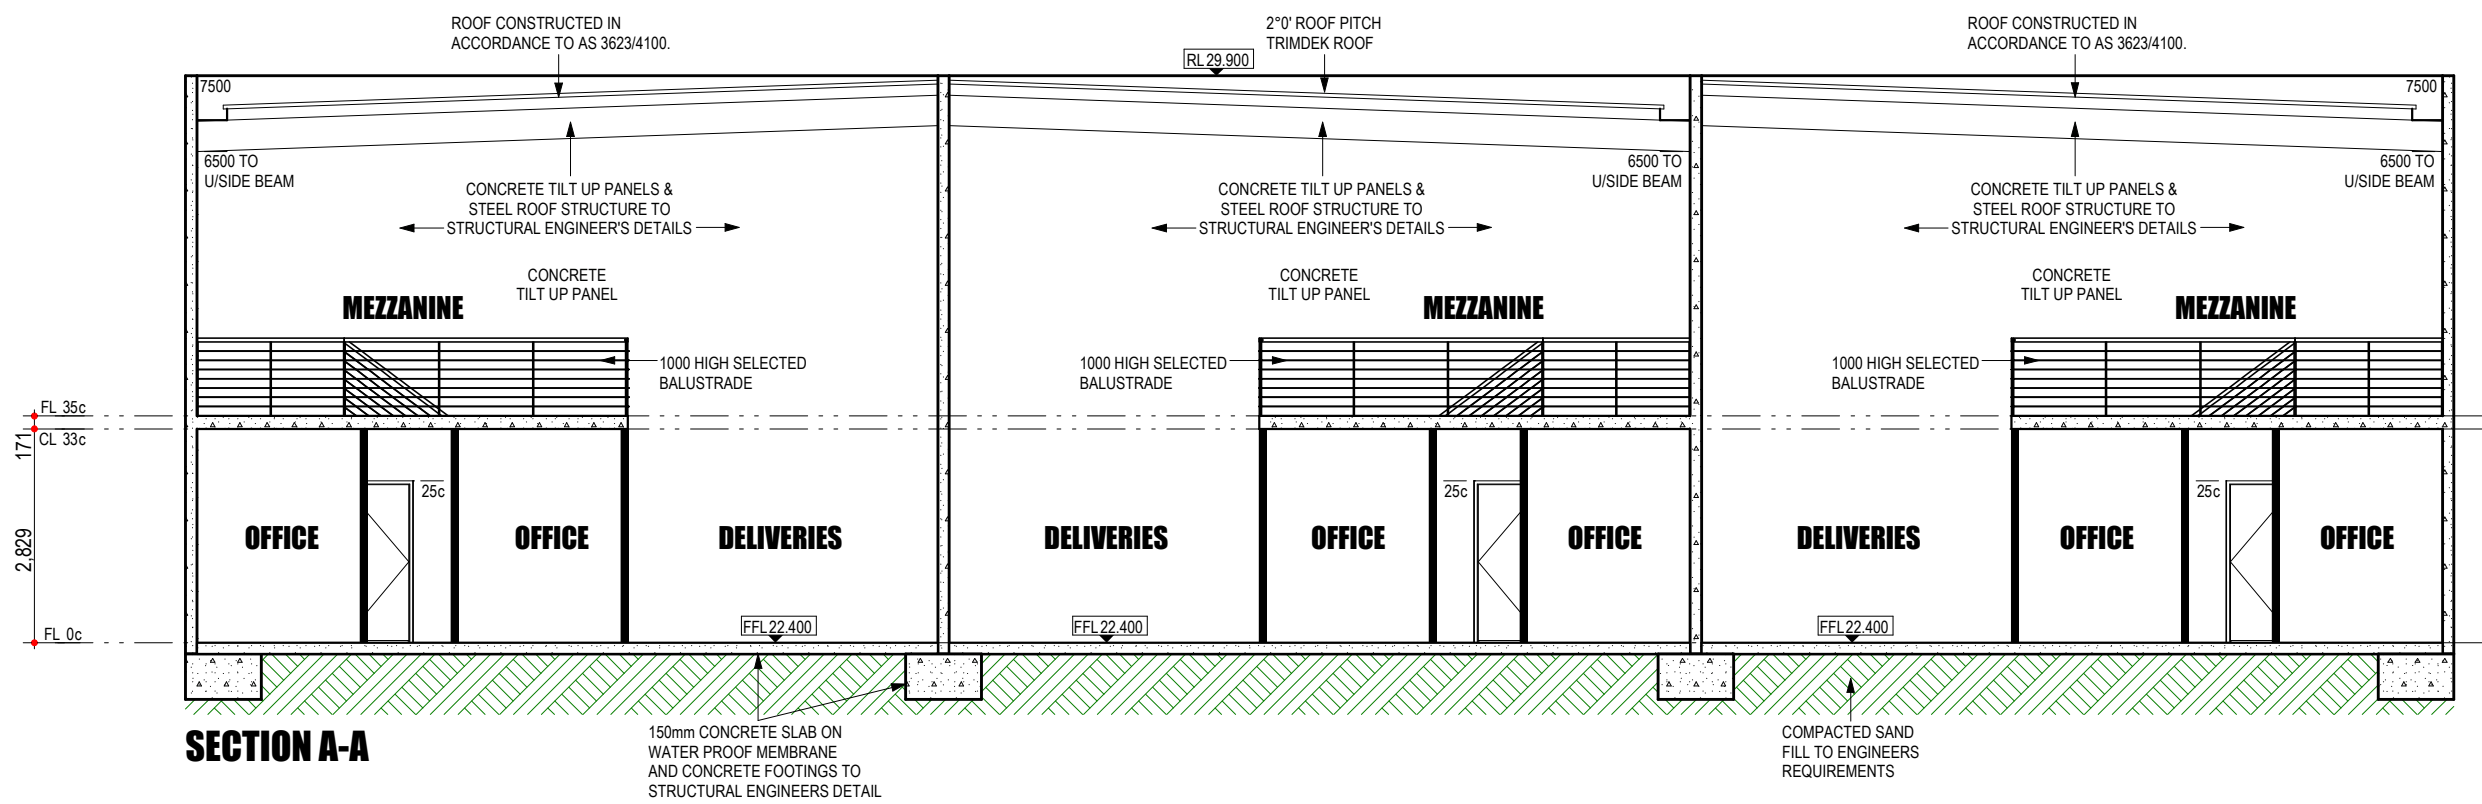 ROOF CONSTRUCTED IN
ACCORDANCE TO AS 3623/4100.
2°0' ROOF PITCH
TRIMDEK ROOF
ROOF CONSTRUCTED IN
ACCORDANCE TO AS 3623/4100.
RL 29.900
7500
7500
6500 TO
U/SIDE BEAM
6500 TO
U/SIDE BEAM
6500 TO
U/SIDE BEAM
CONCRETE TILT UP PANELS &
STEEL ROOF STRUCTURE TO
STRUCTURAL ENGINEER'S DETAILS
CONCRETE TILT UP PANELS &
STEEL ROOF STRUCTURE TO
STRUCTURAL ENGINEER'S DETAILS
CONCRETE TILT UP PANELS &
STEEL ROOF STRUCTURE TO
STRUCTURAL ENGINEER'S DETAILS
CONCRETE
TILT UP PANEL
CONCRETE
TILT UP PANEL
CONCRETE
TILT UP PANEL
MEZZANINE
MEZZANINE
MEZZANINE
1000 HIGH SELECTED
BALUSTRADE
1000 HIGH SELECTED
BALUSTRADE
1000 HIGH SELECTED
BALUSTRADE
FL 35c
171
CL 33c
25c
25c
25c
2,829
OFFICE
OFFICE
DELIVERIES
DELIVERIES
OFFICE
OFFICE
DELIVERIES
OFFICE
OFFICE
FL 0c
FFL 22.400
FFL 22.400
FFL 22.400
SECTION A-A
150mm CONCRETE SLAB ON
WATER PROOF MEMBRANE
AND CONCRETE FOOTINGS TO
STRUCTURAL ENGINEERS DETAIL
COMPACTED SAND
FILL TO ENGINEERS
REQUIREMENTS